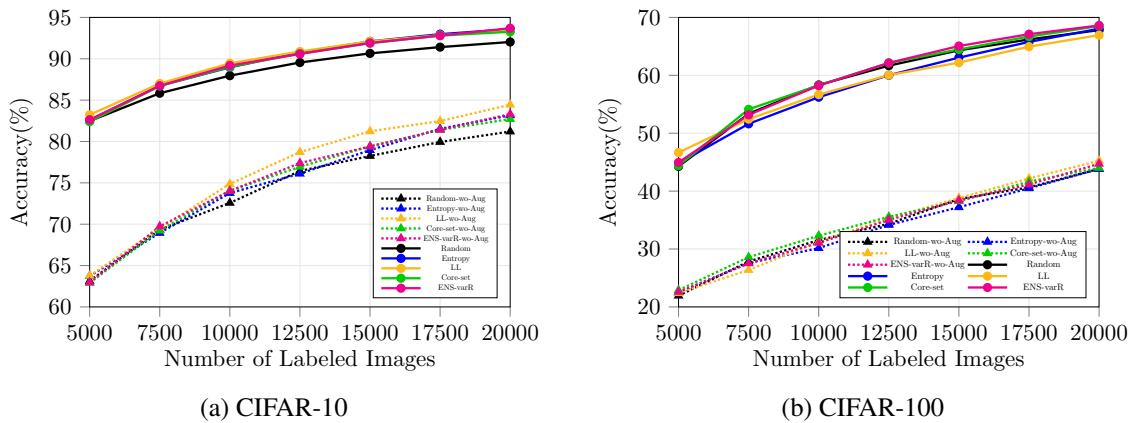 95
90
85
80
75
70
65
60
Accuracy(%)
Random-wo-Aug
Entropy-wo-Aug
LL-wo-Aug
Core-set-wo-Aug
ENS-varR-wo-Aug
Random
Entropy
LL
Core-set
ENS-varR
5000 7500 10000 12500 15000 17500 20000
Number of Labeled Images
(a) CIFAR-10
70
60
50
40
30
20
Accuracy(%)
Random-wo-Aug Entropy-wo-Aug
LL-wo-Aug Core-set-wo-Aug
ENS-varR-wo-Aug Random
Entropy LL
Core-set ENS-varR
5000 7500 10000 12500 15000 17500 20000
Number of Labeled Images
(b) CIFAR-100